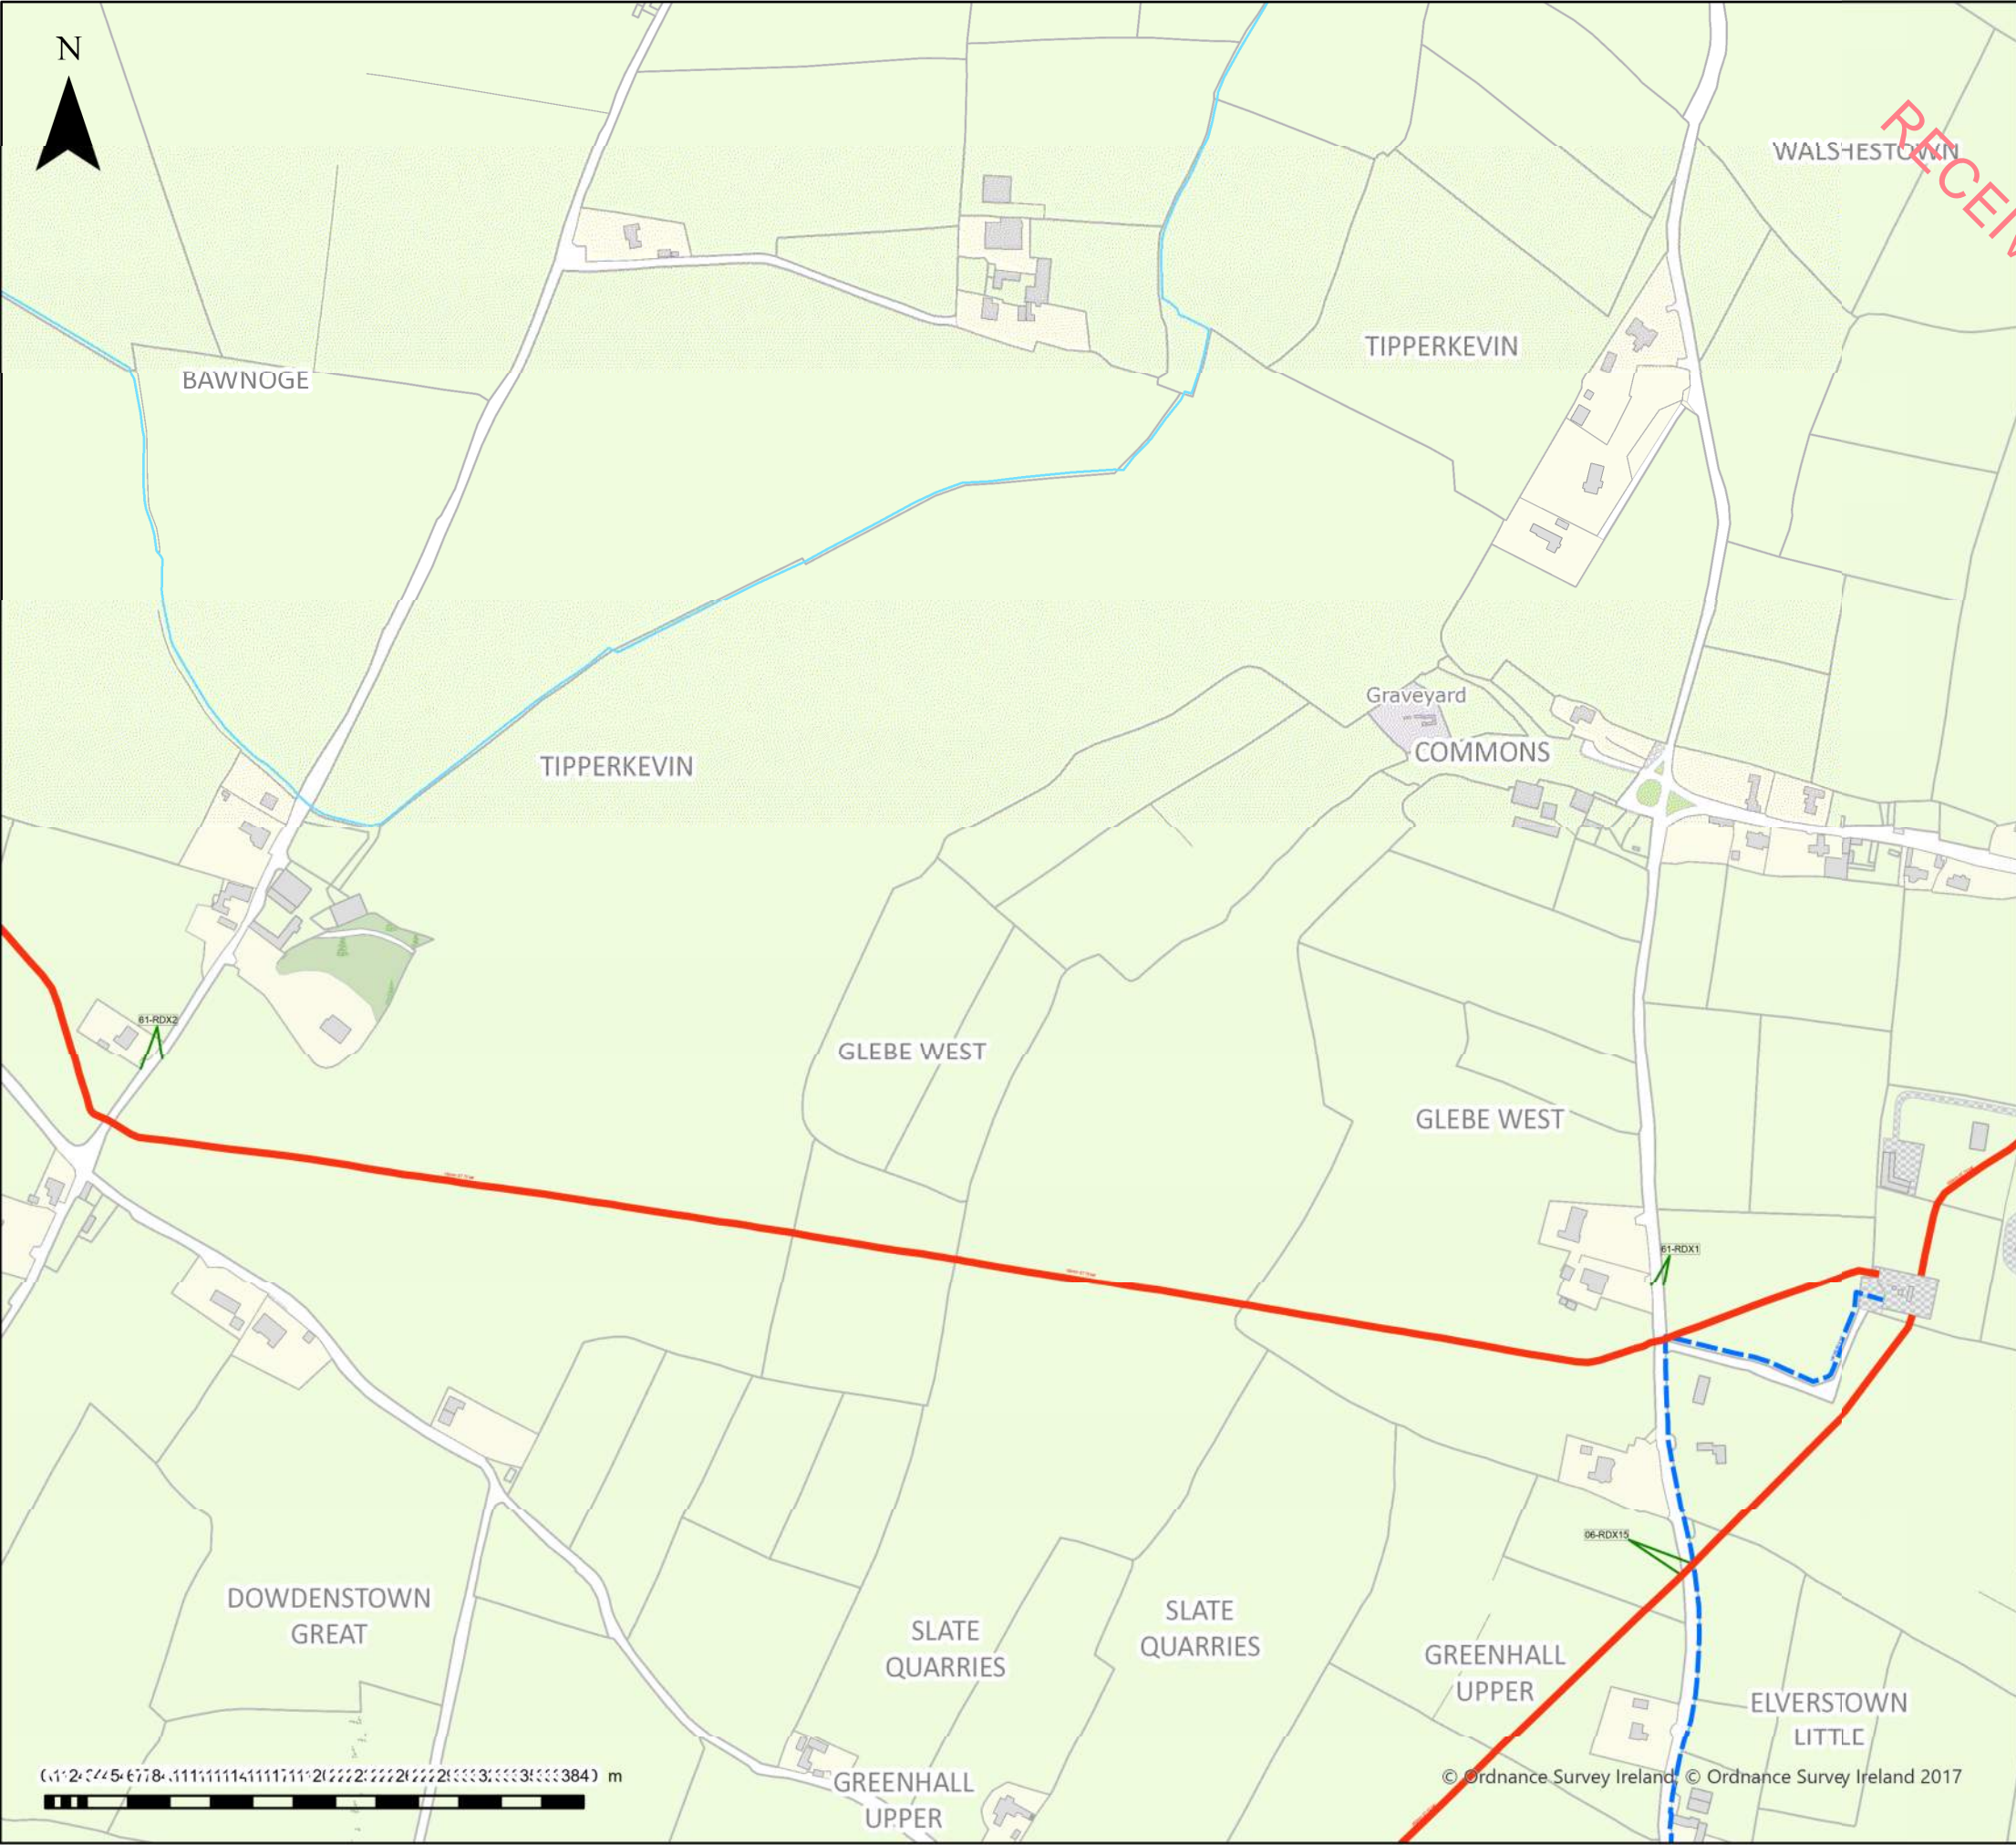 N
WALSHESTOWN
TIPPERKEVIN
BAWNOGE
Graveyard
COMMONS
TIPPERKEVIN
61-RDX2
GLEBE WEST
GLEBE WEST
61-RDX1
06-RDX15
DOWDENSTOWN
GREAT
SLATE
QUARRIES
SLATE
QUARRIES
GREENHALL
UPPER
ELVERSTOWN
LITTLE
m
GREENHALL
UPPER
© Ordnance Survey Ireland, © Ordnance Survey Ireland 2017